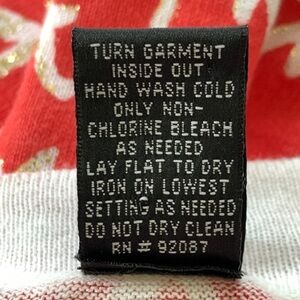 TURN GARMENT
INSIDE OUT
HAND WASH COLD
ONLY NON-
CHLORINE BLEACH
AS NEEDED
LAY FLAT TO DRY
IRON ON LOWEST
SETTING AS NEEDED
DO NOT DRY CLEAN
RN # 92087